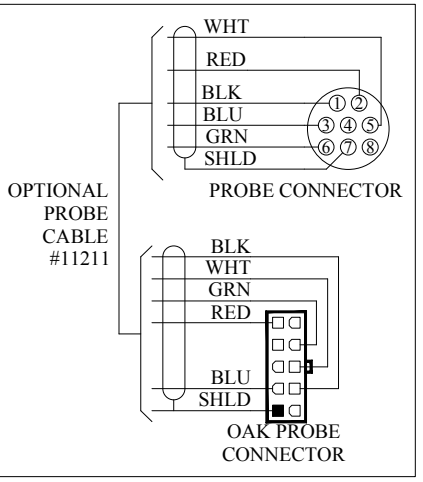 WHT
RED
BLK
BLU
GRN
SHLD
1 2
3 4 5
6 7 8
PROBE CONNECTOR
OPTIONAL
PROBE
CABLE
#11211
BLK
WHT
GRN
RED
BLU
SHLD
OAK PROBE
CONNECTOR